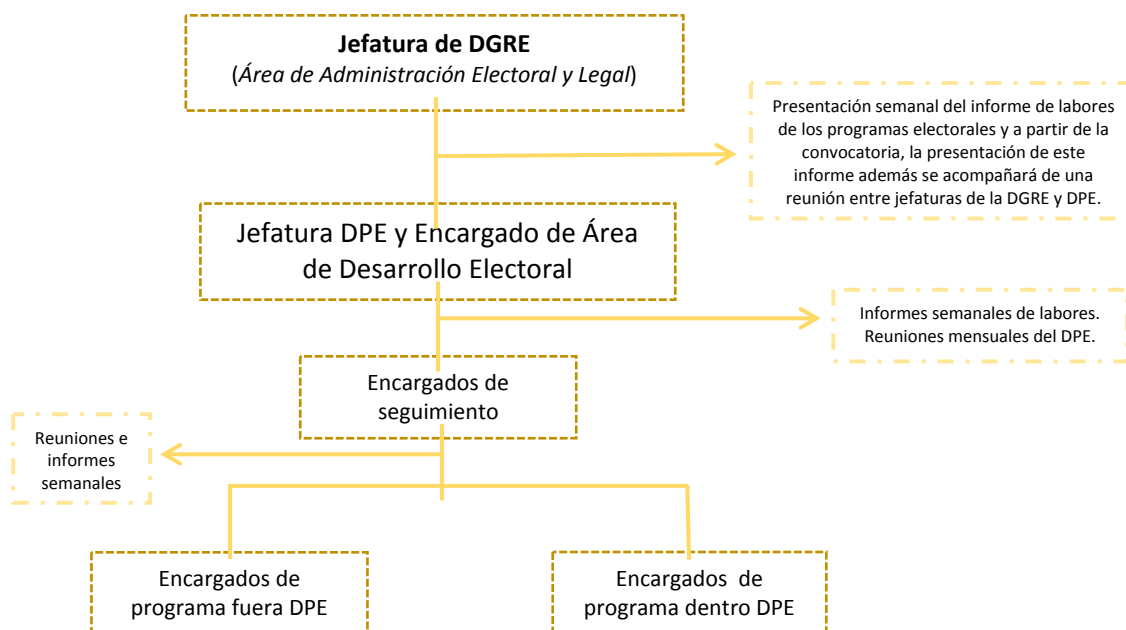 Jefatura de DGRE
(Área de Administración Electoral y Legal)
Presentación semanal del informe de labores
de los programas electorales y a partir de la
convocatoria, la presentación de este
informe además se acompañará de una
reunión entre jefaturas de la DGRE y DPE.
Jefatura DPE y Encargado de Área
de Desarrollo Electoral
Informes semanales de labores.
Reuniones mensuales del DPE.
Encargados de
seguimiento
Reuniones e
informes
semanales
Encargados de
programa fuera DPE
Encargados de
programa dentro DPE